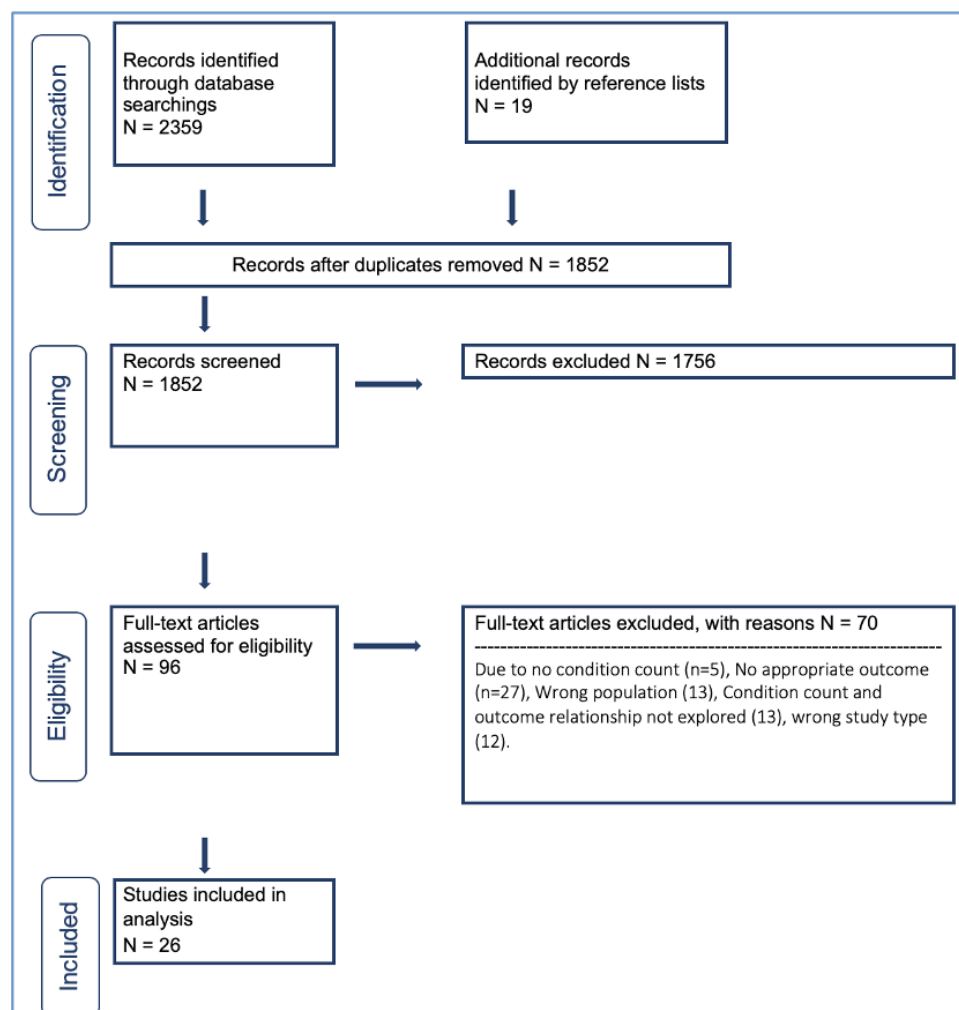 Identification
Records identified
through database
searchings
N = 2359
Additional records
identified by reference lists
N = 19
Records after duplicates removed N = 1852
Screening
Records screened
N = 1852
Records excluded N = 1756
Eligibility
Full-text articles
assessed for eligibility
N = 96
Full-text articles excluded, with reasons N = 70
Due to no condition count (n=5), No appropriate outcome
(n=27), Wrong population (13), Condition count and
outcome relationship not explored (13), wrong study type
(12).
Included
Studies included in
analysis
N = 26